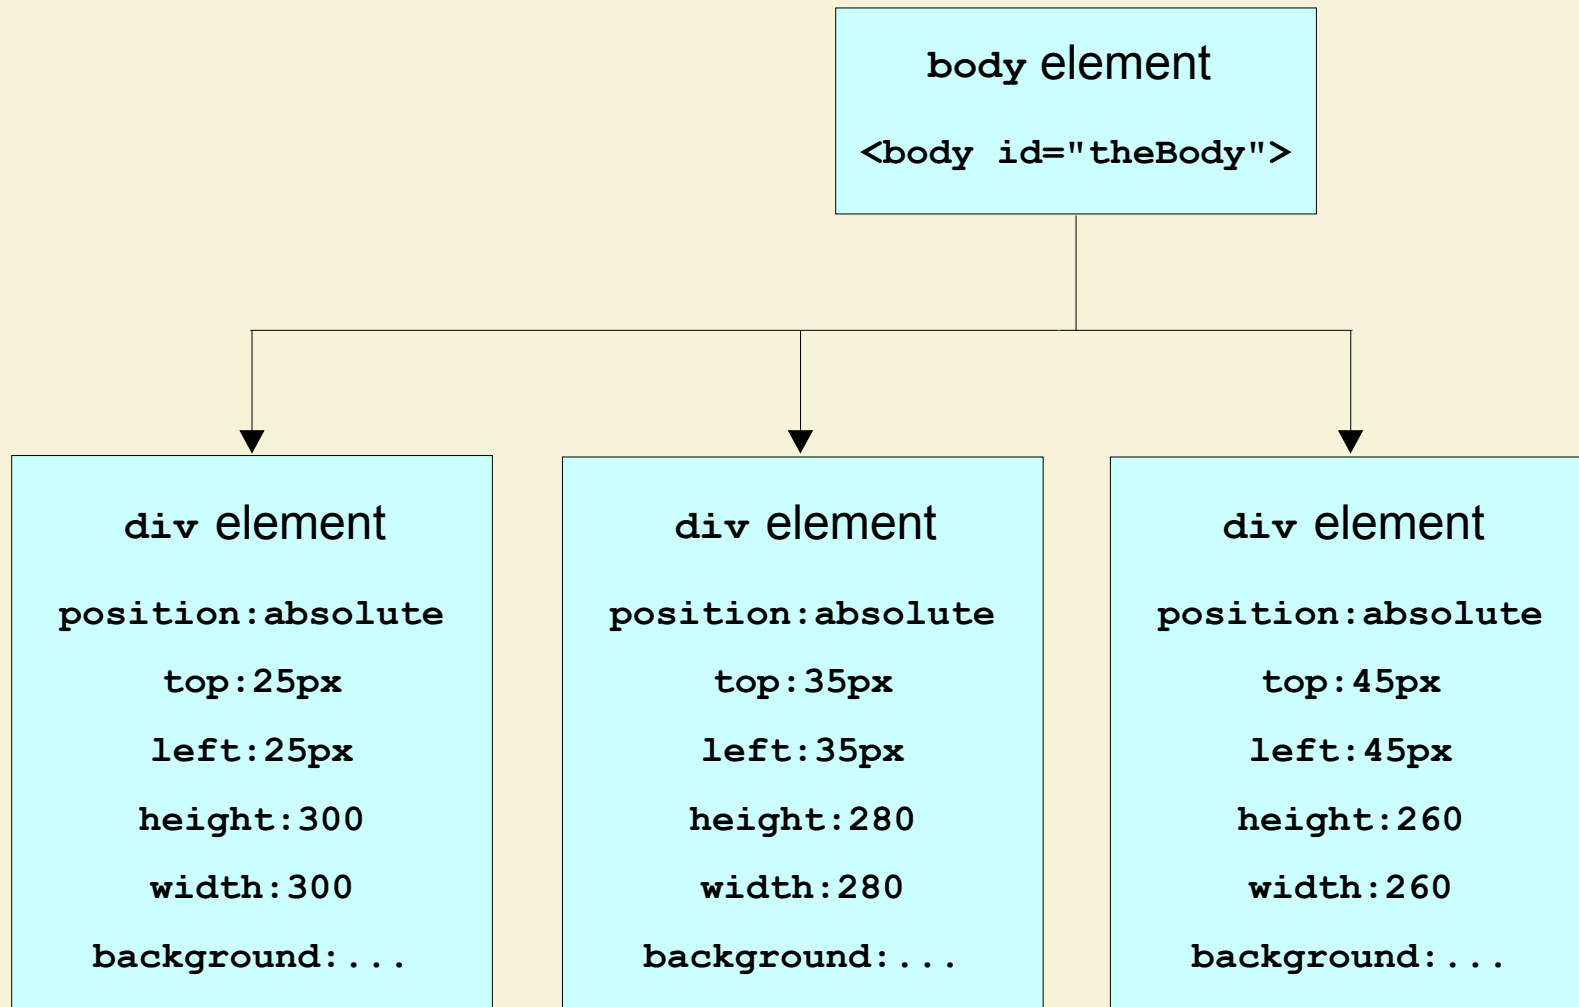 body element
<body id="theBody">
div element
position:absolute
top:25px
left:25px
height:300
width:300
background:...
div element
position:absolute
top:35px
left:35px
height:280
width:280
background:...
div element
position:absolute
top:45px
left:45px
height:260
width:260
background:...